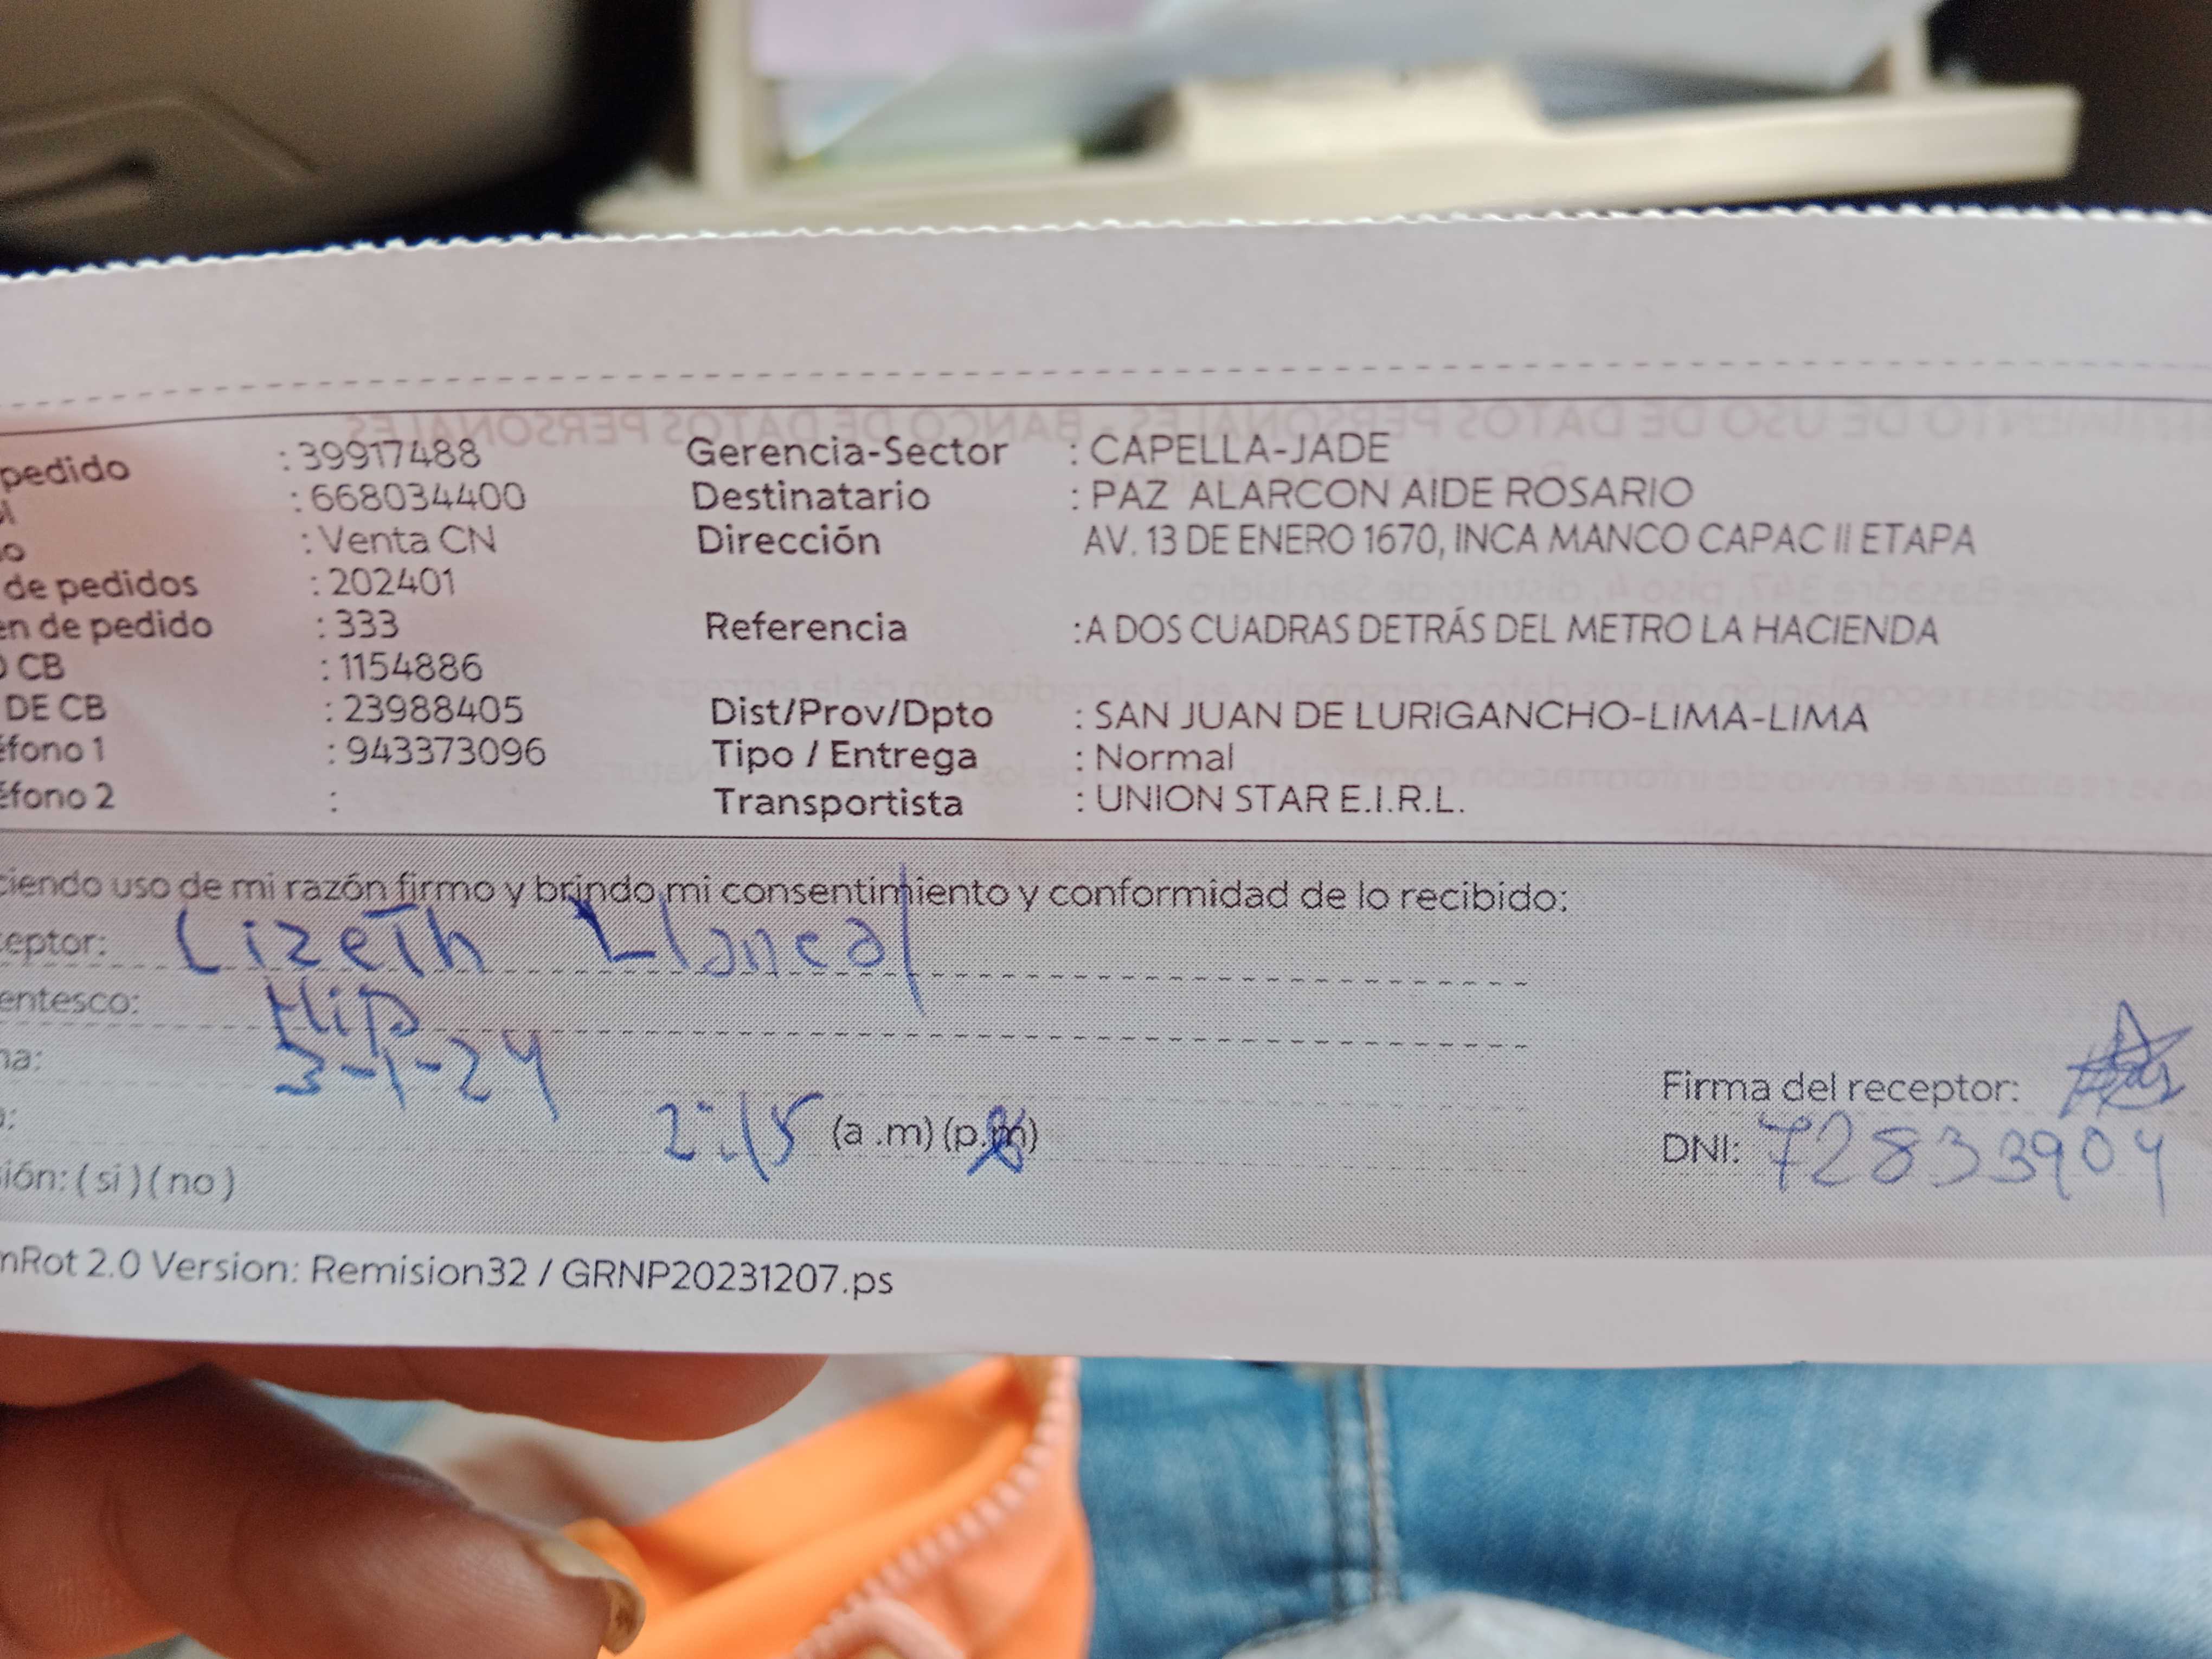 pedido : 39917488 Gerencia-Sector : CAPELLA-JADE
: 668034400 Destinatario : PAZ ALARCON AIDE ROSARIO
: Venta CN Dirección AV. 13 DE ENERO 1670, INCA MANCO CAPAC II ETAPA
de pedidos : 202401
en de pedido : 333 Referencia : A DOS CUADRAS DETRÁS DEL METRO LA HACIENDA
CB : 1154886
DE CB : 23988405 Dist/Prov/Dpto : SAN JUAN DE LURIGANCHO-LIMA-LIMA
éfono 1 : 943373096 Tipo / Entrega : Normal
éfono 2 : Transportista : UNION STAR E.I.R.L.
ciendo uso de mi razón firmo y brindo mi consentimiento y conformidad de lo recibido:
ceptor: Lizeth
entesco: Hija
na: 3-1-24
2:15 (a .m) (p.m)
Firma del receptor:
DNI: 72833904
sión: ( si ) ( no )
mRot 2.0 Version: Remision32 / GRNP20231207.ps